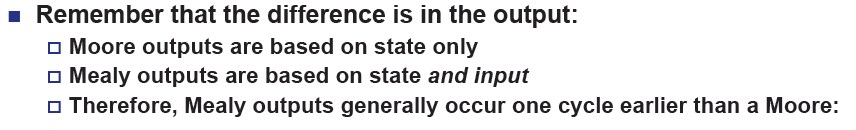 Remember that the difference is in the output:
Moore outputs are based on state only
Mealy outputs are based on state and input
Therefore, Mealy outputs generally occur one cycle earlier than a Moore: